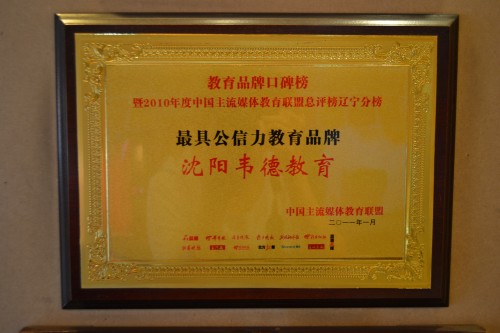 教育品牌口碑榜
暨2010年度中国主流媒体教育联盟总评榜辽宁分榜
最具公信力教育品牌
沈阳韦德教育
中国主流媒体教育联盟
二〇一一年一月